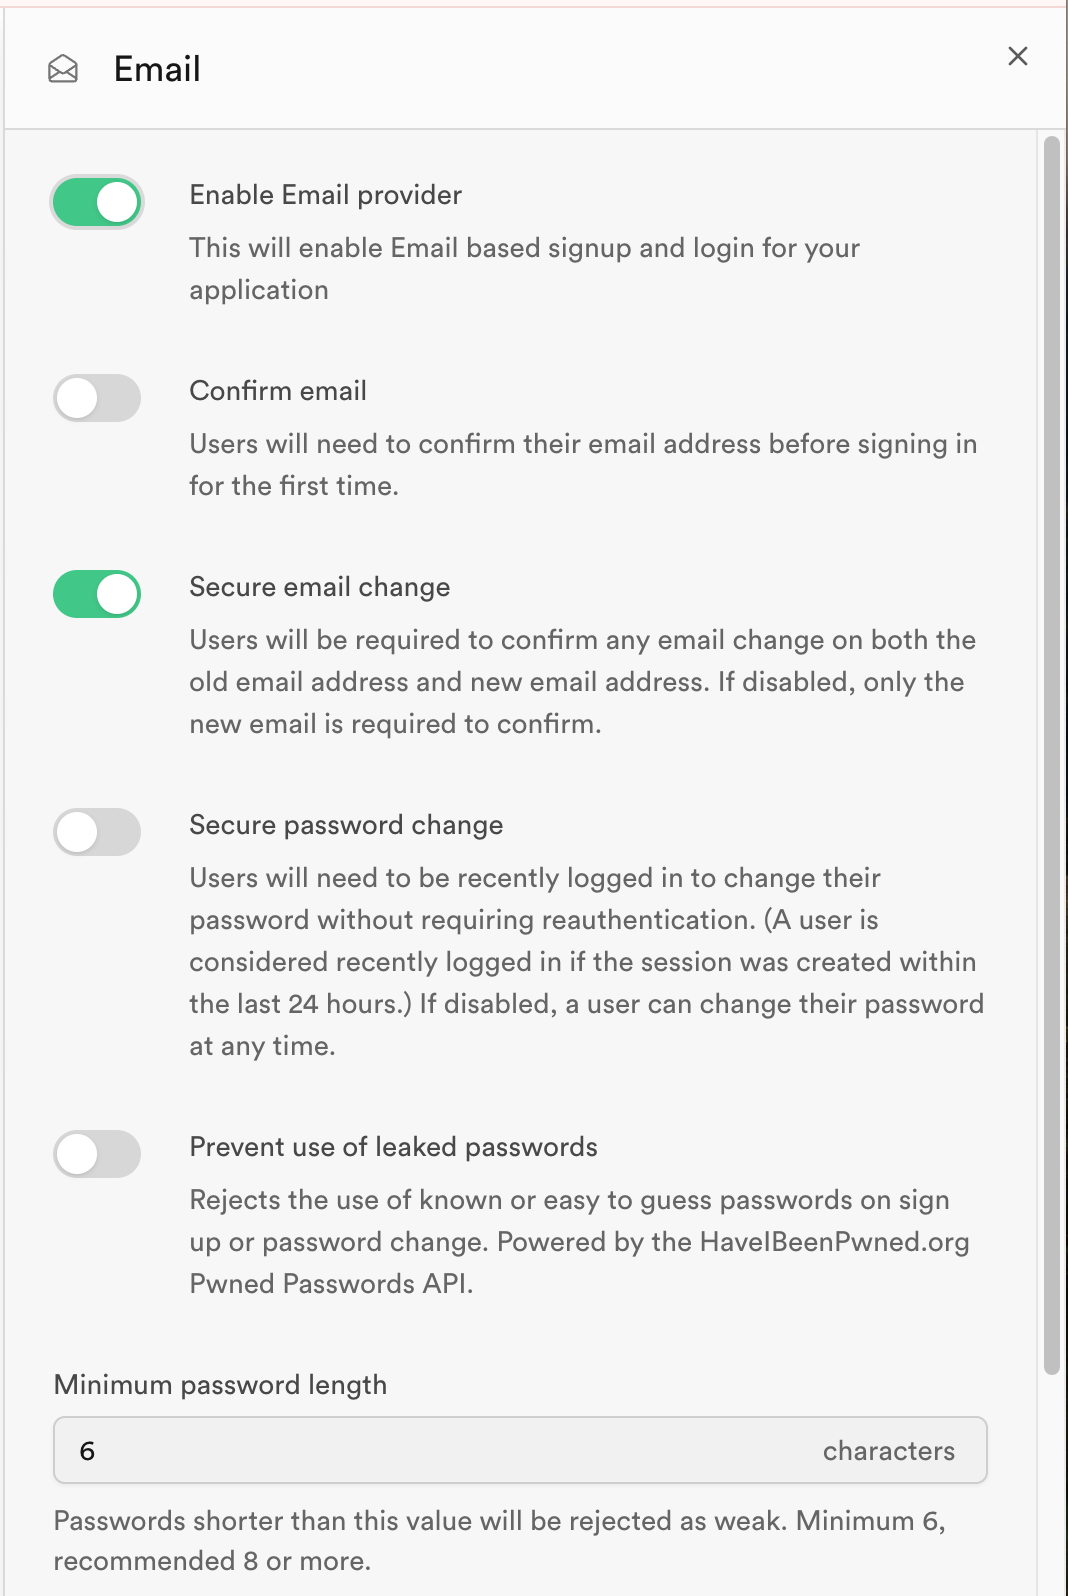 Email
Enable Email provider
This will enable Email based signup and login for your
application
Confirm email
Users will need to confirm their email address before signing in
for the first time.
Secure email change
Users will be required to confirm any email change on both the
old email address and new email address. If disabled, only the
new email is required to confirm.
Secure password change
Users will need to be recently logged in to change their
password without requiring reauthentication. (A user is
considered recently logged in if the session was created within
the last 24 hours.) If disabled, a user can change their password
at any time.
Prevent use of leaked passwords
Rejects the use of known or easy to guess passwords on sign
up or password change. Powered by the HaveIBeenPwned.org
Pwned Passwords API.
Minimum password length
6 characters
Passwords shorter than this value will be rejected as weak. Minimum 6,
recommended 8 or more.